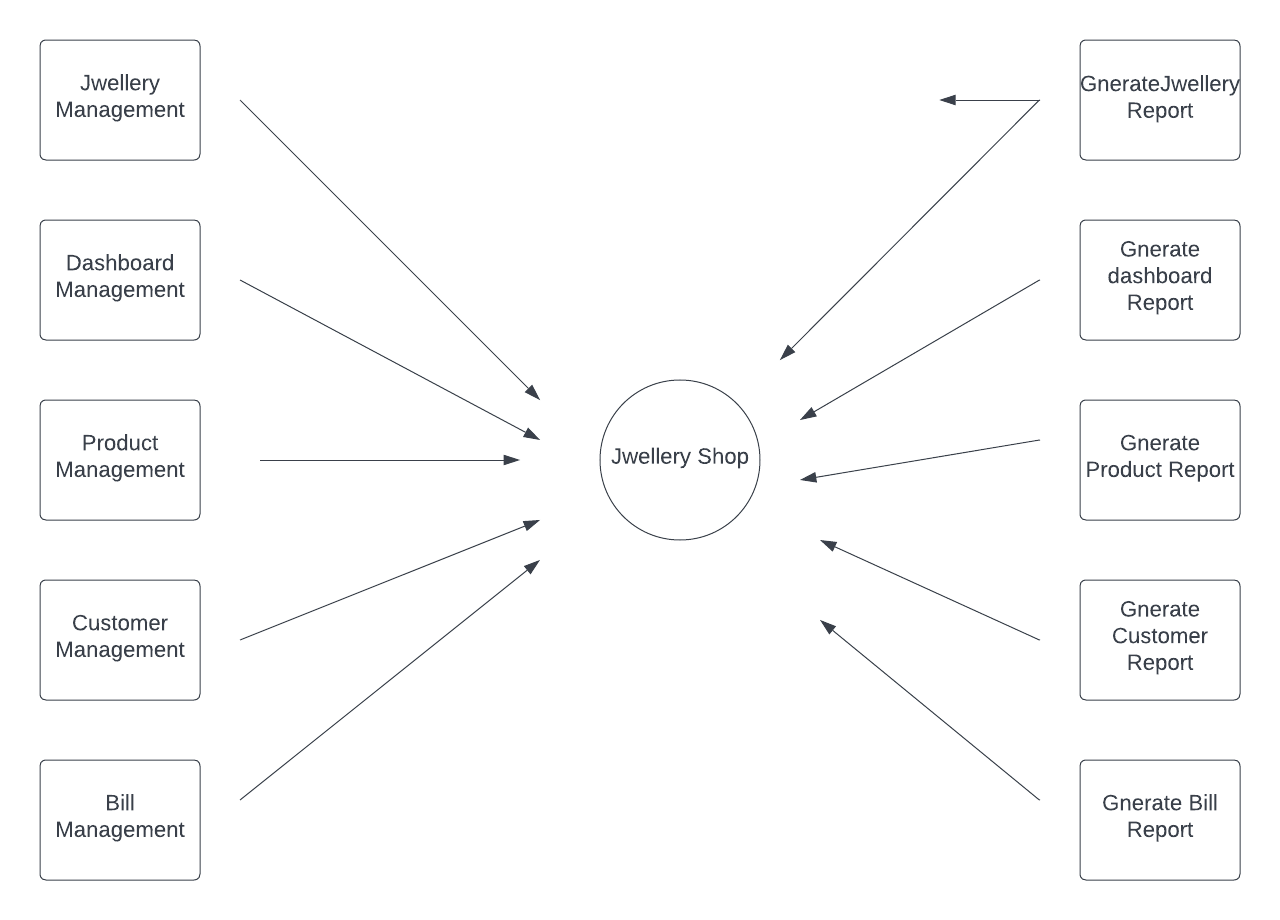 Jwellery
Management
Dashboard
Management
Product
Management
Customer
Management
Bill
Management
Jwellery Shop
GnerateJwellery
Report
Gnerate
dashboard
Report
Gnerate
Product Report
Gnerate
Customer
Report
Gnerate Bill
Report